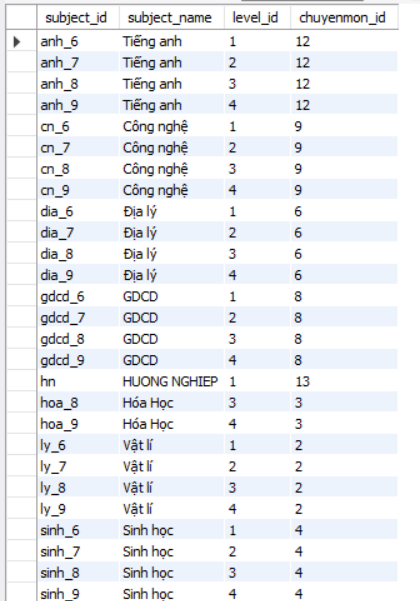 subject_id subject_name level_id chuyenmon_id
anh_6 Tiếng anh 1 12
anh_7 Tiếng anh 2 12
anh_8 Tiếng anh 3 12
anh_9 Tiếng anh 4 12
cn_6 Công nghệ 1 9
cn_7 Công nghệ 2 9
cn_8 Công nghệ 3 9
cn_9 Công nghệ 4 9
dia_6 Địa lý 1 6
dia_7 Địa lý 2 6
dia_8 Địa lý 3 6
dia_9 Địa lý 4 6
gdcd_6 GDCD 1 8
gdcd_7 GDCD 2 8
gdcd_8 GDCD 3 8
gdcd_9 GDCD 4 8
hn HUONG NGHIEP 1 13
hoa_8 Hóa Học 3 3
hoa_9 Hóa Học 4 3
ly_6 Vật lí 1 2
ly_7 Vật lí 2 2
ly_8 Vật lí 3 2
ly_9 Vật lí 4 2
sinh_6 Sinh học 1 4
sinh_7 Sinh học 2 4
sinh_8 Sinh học 3 4
sinh_9 Sinh học 4 4